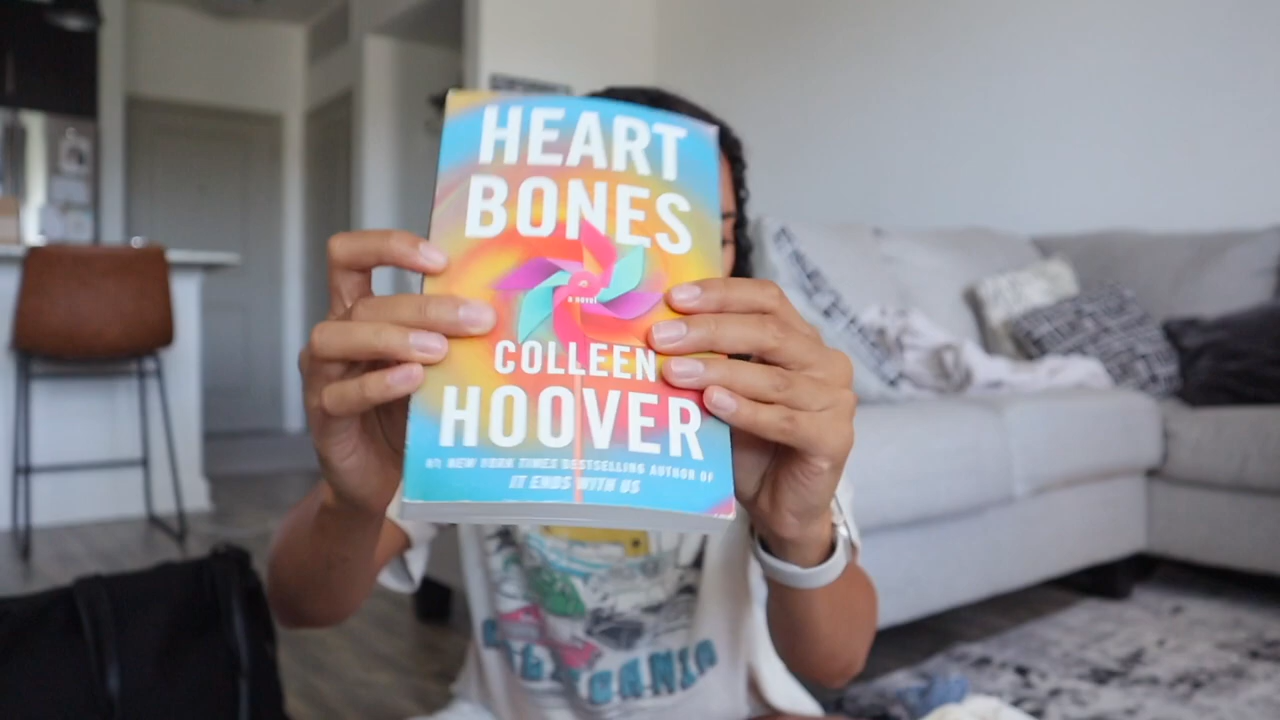 HEART
BONES
a novel
COLLEEN
HOOVER
#1 NEW YORK TIMES BESTSELLING AUTHOR OF
IT ENDS WITH US